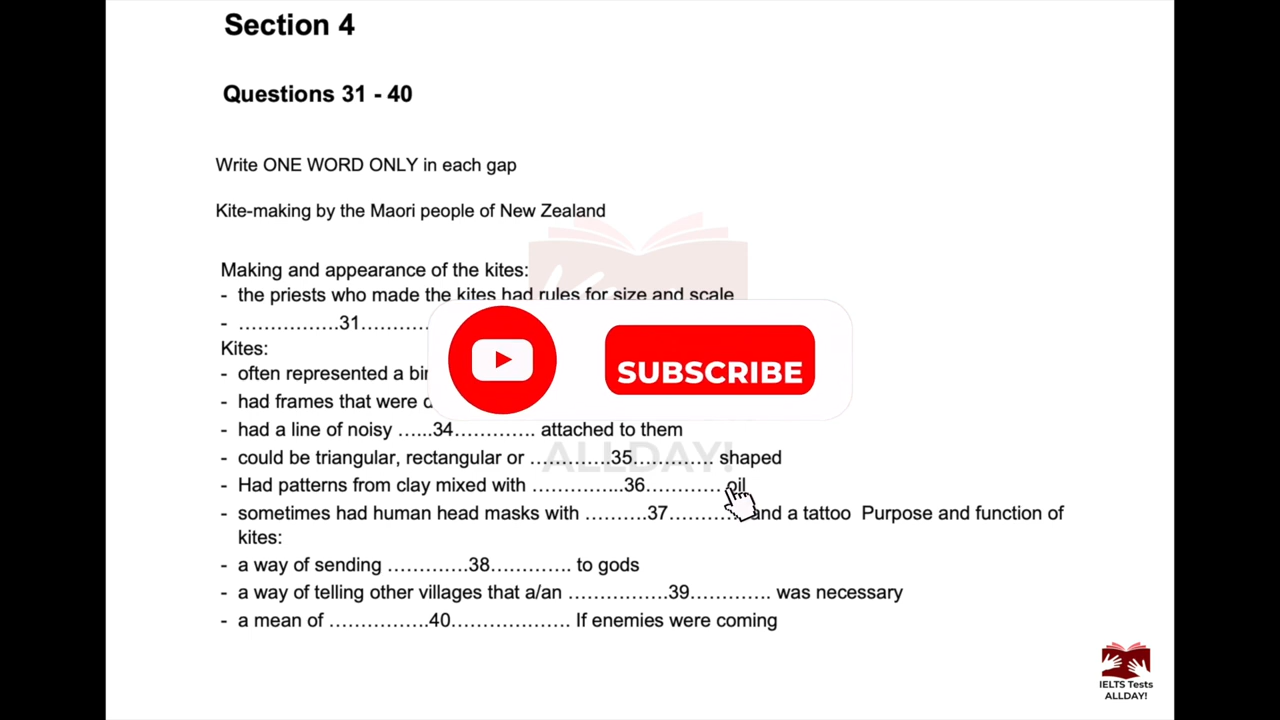 Section 4
Questions 31 - 40
Write ONE WORD ONLY in each gap
Kite-making by the Maori people of New Zealand
Making and appearance of the kites:
- the priests who made the kites had rules for size and scale
- …………….31……….
Kites:
- often represented a
- had frames that were
- had a line of noisy …...34…………. attached to them
- could be triangular, rectangular or …………35…………. shaped
- Had patterns from clay mixed with …………..36………… oil
- sometimes had human head masks with ……….37………… and a tattoo Purpose and function of
kites:
- a way of sending ………….38…………. to gods
- a way of telling other villages that a/an …………….39…………. was necessary
- a mean of …………….40………………. If enemies were coming
SUBSCRIBE
ALLDAY!
IELTS Tests
ALLDAY!